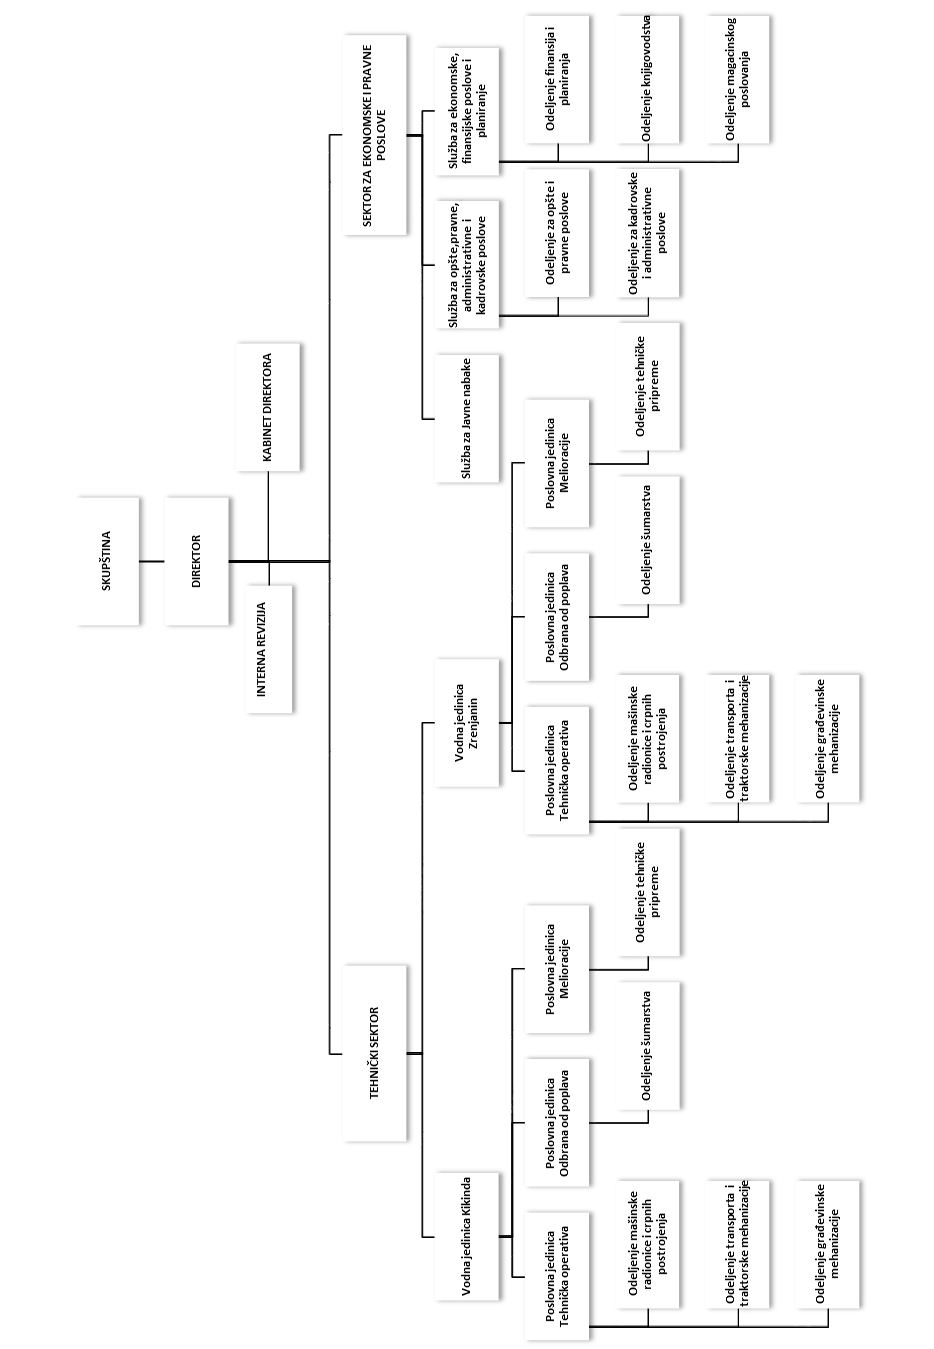 SKUPŠTINA
DIREKTOR
INTERNA REVIZIJA
KABINET DIREKTORA
TEHNIČKI SEKTOR
SEKTOR ZA EKONOMSKE I PRAVNE
POSLOVE
Vodna jedinica Kikinda
Vodna jedinica
Zrenjanin
Služba za Javne nabake
Služba za opšte,pravne,
administrativne i
kadrovske poslove
Služba za ekonomske,
finansijske poslove i
planiranje
Poslovna jedinica
Tehnička operativa
Poslovna jedinica
Odbrana od poplava
Poslovna jedinica
Melioracije
Poslovna jedinica
Tehnička operativa
Poslovna jedinica
Odbrana od poplava
Poslovna jedinica
Melioracije
Odeljenje za opšte i
pravne poslove
Odeljenje finansija i
planiranja
Odeljenje mašinske
radionice i crpnih
postrojenja
Odeljenje šumarstva
Odeljenje tehničke
pripreme
Odeljenje mašinske
radionice i crpnih
postrojenja
Odeljenje šumarstva
Odeljenje tehničke
pripreme
Odeljenje za kadrovske
i administrativne
poslove
Odeljenje knjigovodstva
Odeljenje transporta i
traktorske mehanizacije
Odeljenje transporta i
traktorske mehanizacije
Odeljenje magacinskog
poslovanja
Odeljenje građevinske
mehanizacije
Odeljenje građevinske
mehanizacije